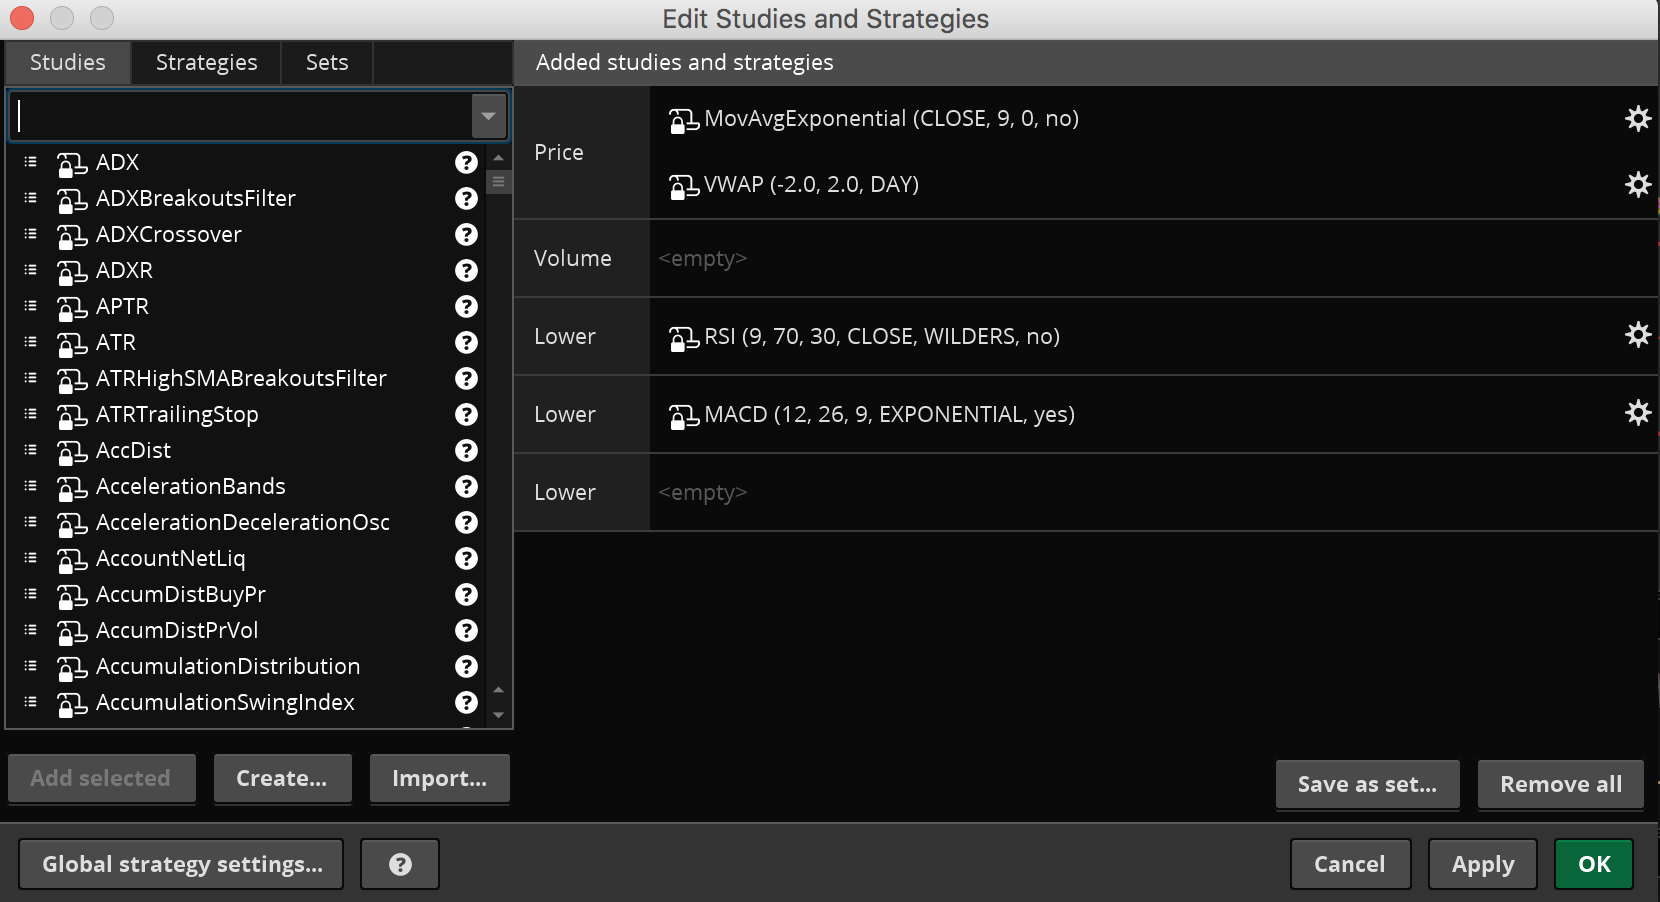 Edit Studies and Strategies
Studies
Strategies
Sets
ADX
ADXBreakoutsFilter
ADXCrossover
ADXR
APTR
ATR
ATRHighSMABreakoutsFilter
ATRTrailingStop
AccDist
AccelerationBands
AccelerationDecelerationOsc
AccountNetLiq
AccumDistBuyPr
AccumDistPrVol
AccumulationDistribution
AccumulationSwingIndex
Add selected
Create...
Import...
Added studies and strategies
Price
MovAvgExponential (CLOSE, 9, 0, no)
VWAP (-2.0, 2.0, DAY)
Volume
<empty>
Lower
RSI (9, 70, 30, CLOSE, WILDERS, no)
Lower
MACD (12, 26, 9, EXPONENTIAL, yes)
Lower
<empty>
Save as set...
Remove all
Global strategy settings...
?
Cancel
Apply
OK